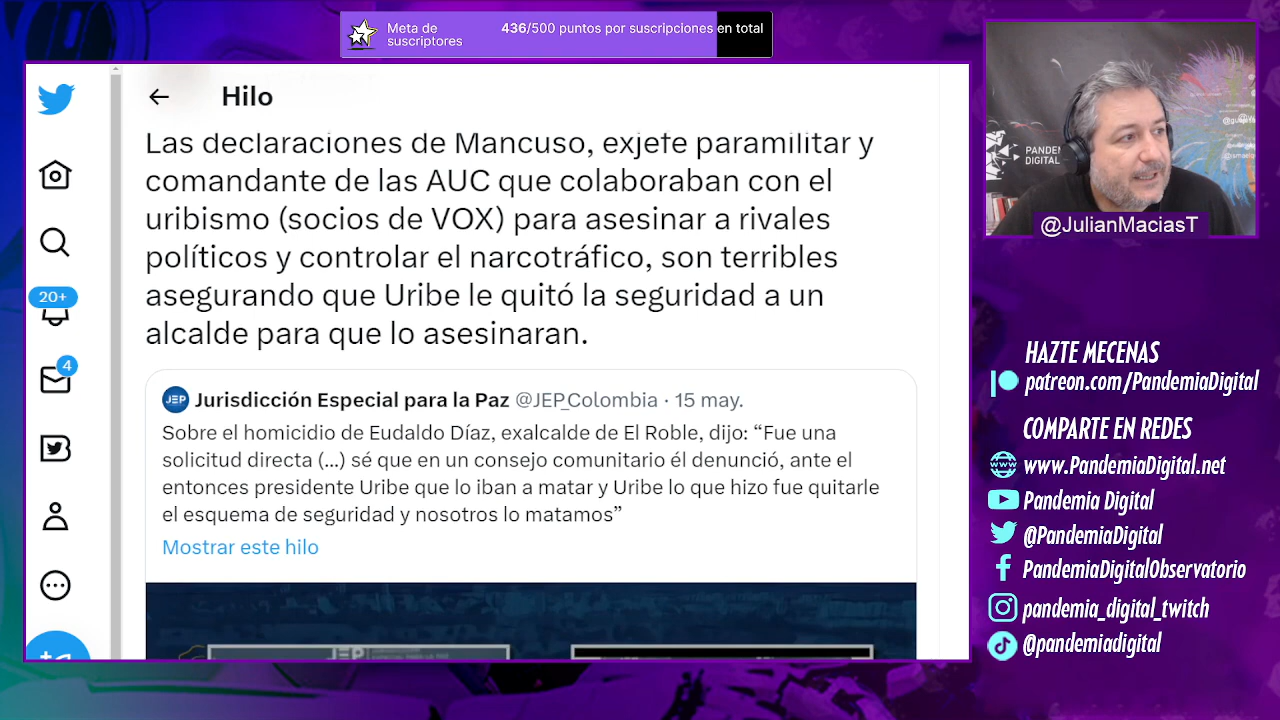 Meta de
suscriptores
436/500 puntos por suscripciones en total
Hilo
Las declaraciones de Mancuso, exjefe paramilitar y
comandante de las AUC que colaboraban con el
uribismo (socios de VOX) para asesinar a rivales
políticos y controlar el narcotráfico, son terribles
asegurando que Uribe le quitó la seguridad a un
alcalde para que lo asesinaran.
JEP Jurisdicción Especial para la Paz @JEP_Colombia · 15 may.
Sobre el homicidio de Eudaldo Díaz, exalcalde de El Roble, dijo: “Fue una
solicitud directa (...) sé que en un consejo comunitario él denunció, ante el
entonces presidente Uribe que lo iban a matar y Uribe lo que hizo fue quitarle
el esquema de seguridad y nosotros lo matamos”
Mostrar este hilo
JEP
20+
4
PANDEM
DIGITAL
@JulianMaciasT
HAZTE MECENAS
patreon.com/PandemiaDigital
COMPARTE EN REDES
www.PandemiaDigital.net
Pandemia Digital
@PandemiaDigital
PandemiaDigitalObservatorio
pandemia_digital_twitch
@pandemiadigital